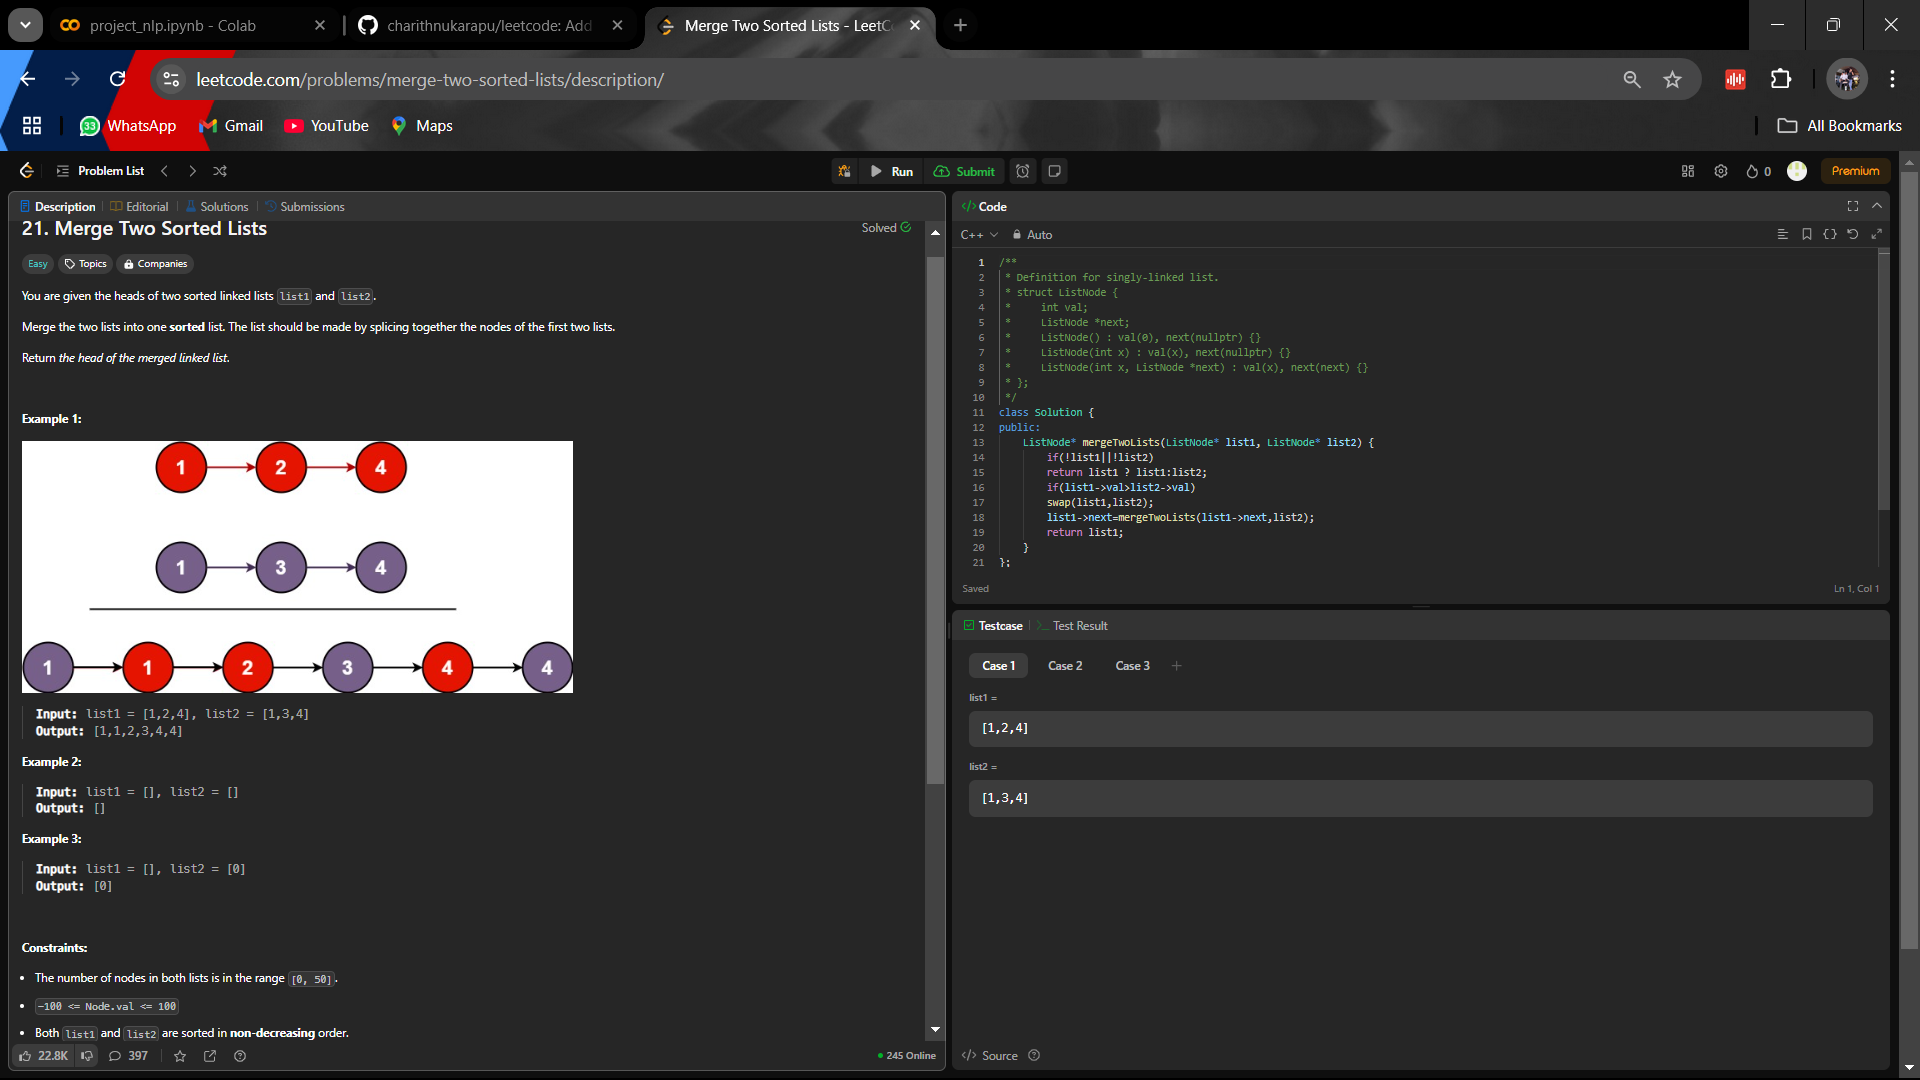 project_nlp.ipynb - Colab
charithnukarapu/leetcode: Add
Merge Two Sorted Lists - LeetC
leetcode.com/problems/merge-two-sorted-lists/description/
33 WhatsApp Gmail YouTube Maps All Bookmarks
Problem List Run Submit 0 Premium
Description Editorial Solutions Submissions
21. Merge Two Sorted Lists
Solved
Easy Topics Companies
You are given the heads of two sorted linked lists list1 and list2.
Merge the two lists into one sorted list. The list should be made by splicing together the nodes of the first two lists.
Return the head of the merged linked list.
Example 1:
1 2 4
1 3 4
1 1 2 3 4 4
Input: list1 = [1,2,4], list2 = [1,3,4]
Output: [1,1,2,3,4,4]
Example 2:
Input: list1 = [], list2 = []
Output: []
Example 3:
Input: list1 = [], list2 = [0]
Output: [0]
Constraints:
• The number of nodes in both lists is in the range [0, 50].
• -100 <= Node.val <= 100
• Both list1 and list2 are sorted in non-decreasing order.
22.8K 397 245 Online
</> Code
C++ Auto
1 /**
2 * Definition for singly-linked list.
3 * struct ListNode {
4 * int val;
5 * ListNode *next;
6 * ListNode() : val(0), next(nullptr) {}
7 * ListNode(int x) : val(x), next(nullptr) {}
8 * ListNode(int x, ListNode *next) : val(x), next(next) {}
9 * };
10 */
11 class Solution {
12 public:
13 ListNode* mergeTwoLists(ListNode* list1, ListNode* list2) {
14 if(!list1||!list2)
15 return list1 ? list1:list2;
16 if(list1->val>list2->val)
17 swap(list1,list2);
18 list1->next=mergeTwoLists(list1->next,list2);
19 return list1;
20 }
21 };
Saved Ln 1, Col 1
Testcase >_ Test Result
Case 1 Case 2 Case 3 +
list1 =
[1,2,4]
list2 =
[1,3,4]
</> Source